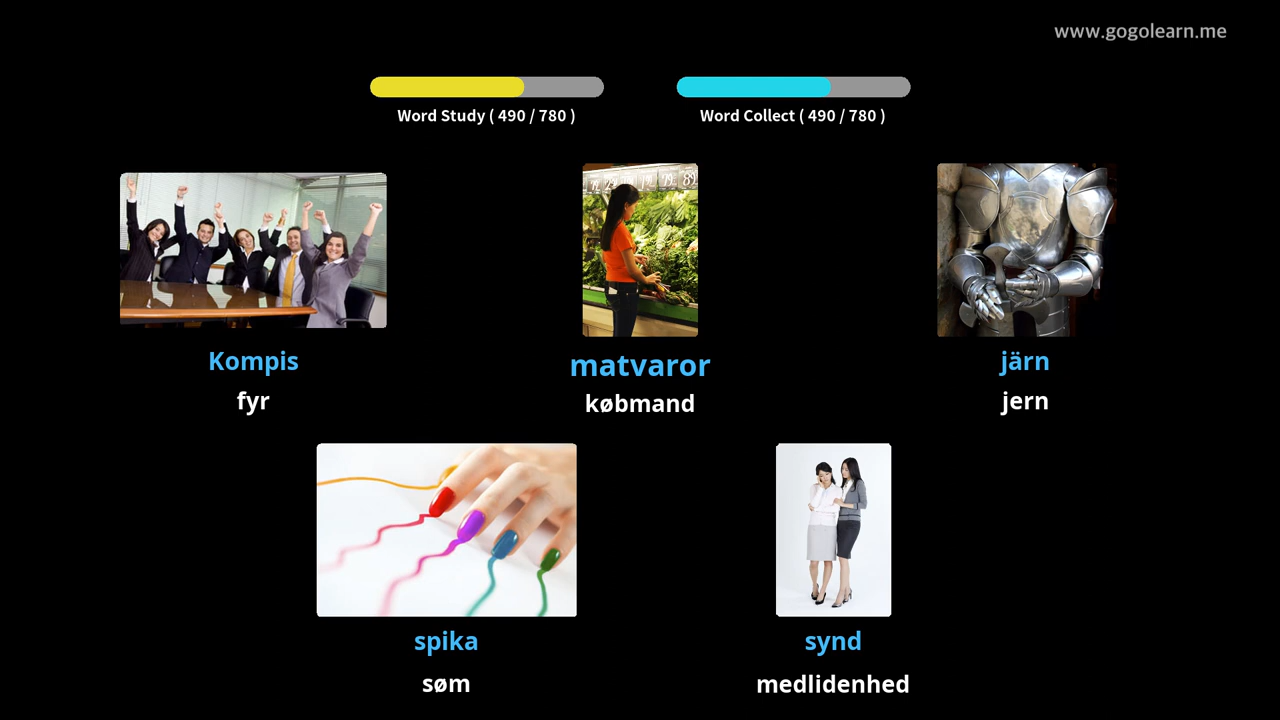 www.gogolearn.me
Word Study ( 490 / 780 )
Word Collect ( 490 / 780 )
Kompis
fyr
matvaror
købmand
järn
jern
spika
søm
synd
medlidenhed